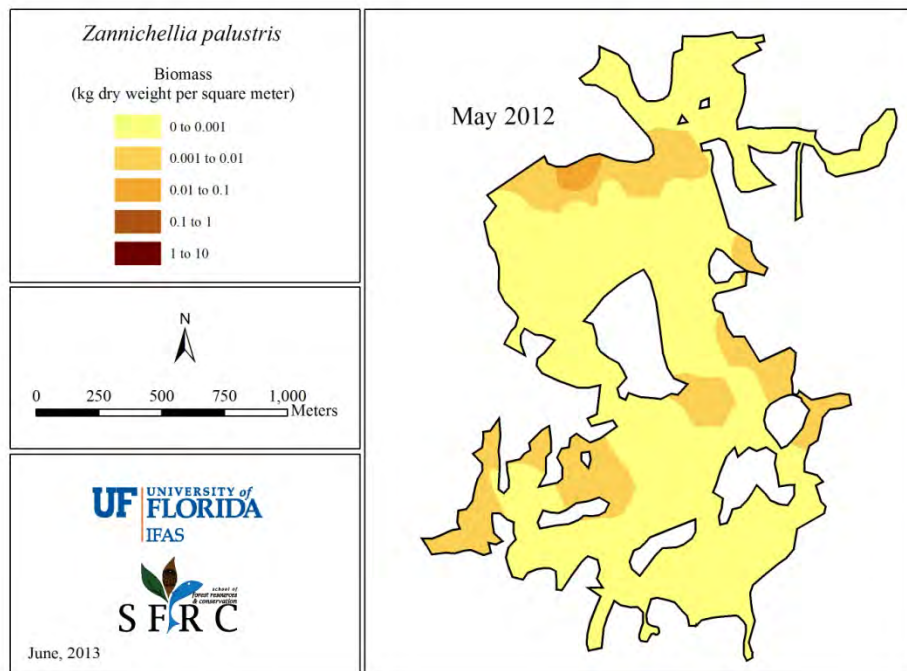 Zannichellia palustris
Biomass
(kg dry weight per square meter)
0 to 0.001
0.001 to 0.01
0.01 to 0.1
0.1 to 1
1 to 10
N
0 250 500 750 1,000
Meters
UF UNIVERSITY of
FLORIDA
IFAS
school of
forest resources
& conservation
SFRC
June, 2013
May 2012